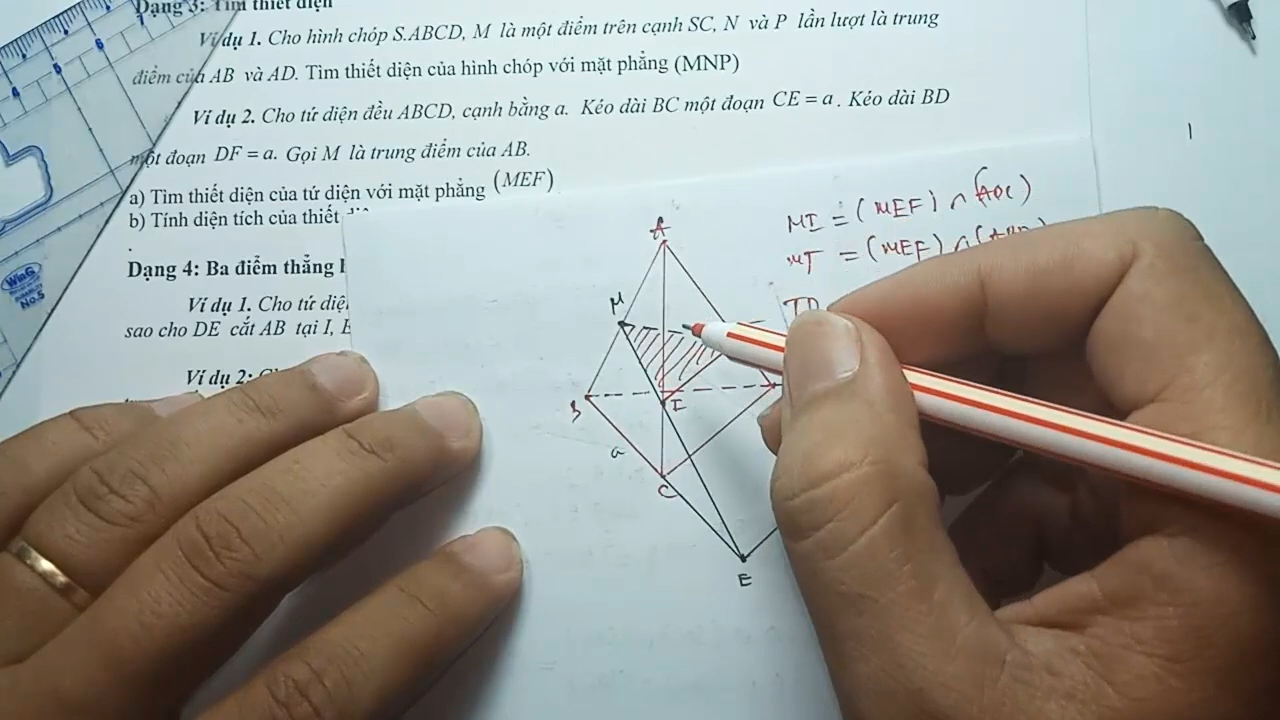 Dạng 3: Tìm thiết diện
Ví dụ 1. Cho hình chóp S.ABCD, M là một điểm trên cạnh SC, N và P lần lượt là trung
điểm của AB và AD. Tìm thiết diện của hình chóp với mặt phẳng (MNP)
Ví dụ 2. Cho tứ diện đều ABCD, cạnh bằng a. Kéo dài BC một đoạn CE = a. Kéo dài BD
một đoạn DF = a. Gọi M là trung điểm của AB.
a) Tìm thiết diện của tứ diện với mặt phẳng (MEF)
b) Tính diện tích của thiết
Dạng 4: Ba điểm thẳng
Ví dụ 1. Cho tứ
sao cho DE cắt AB tại I,
Ví dụ 2:
A
M
B
I
a
C
E
MI = (MEF) ∩
= (MEF) ∩
WinG
No.5
4
5
6